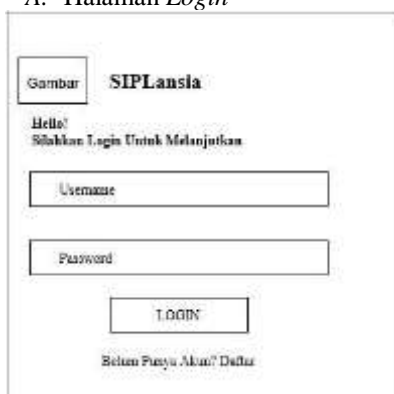 A. Halaman Login
Gambar
SIPLansia
Hello!
Silahkan Login Untuk Melanjutkan
Username
Password
LOGIN
Belum Punya Akun? Daftar